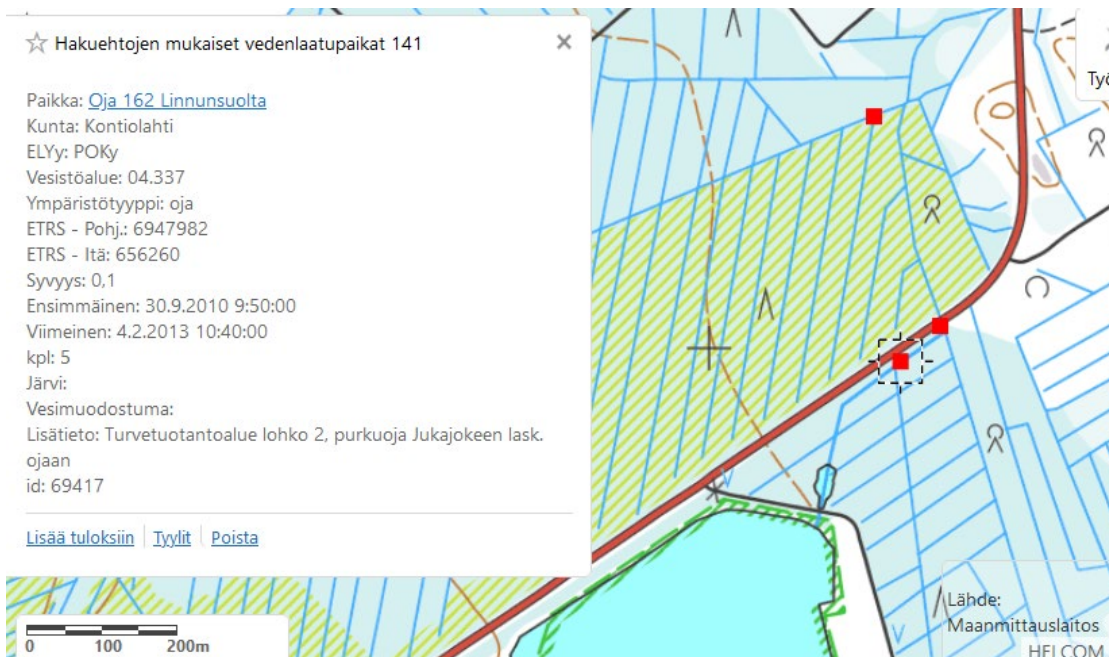 Hakuehtojen mukaiset vedenlaatupaikat 141
Paikka: Oja 162 Linnunsuolta
Kunta: Kontiolahti
ELYy: POKy
Vesistöalue: 04.337
Ympäristötyyppi: oja
ETRS - Pohj.: 6947982
ETRS - Itä: 656260
Syvyys: 0,1
Ensimmäinen: 30.9.2010 9:50:00
Viimeinen: 4.2.2013 10:40:00
kpl: 5
Järvi:
Vesimuodostuma:
Lisätieto: Turvetuotantoalue lohko 2, purkuoja Jukajokeen lask.
ojaan
id: 69417
Lisää tuloksiin Tyylit Poista
0 100 200m
Lähde:
Maanmittauslaitos
HELCOM